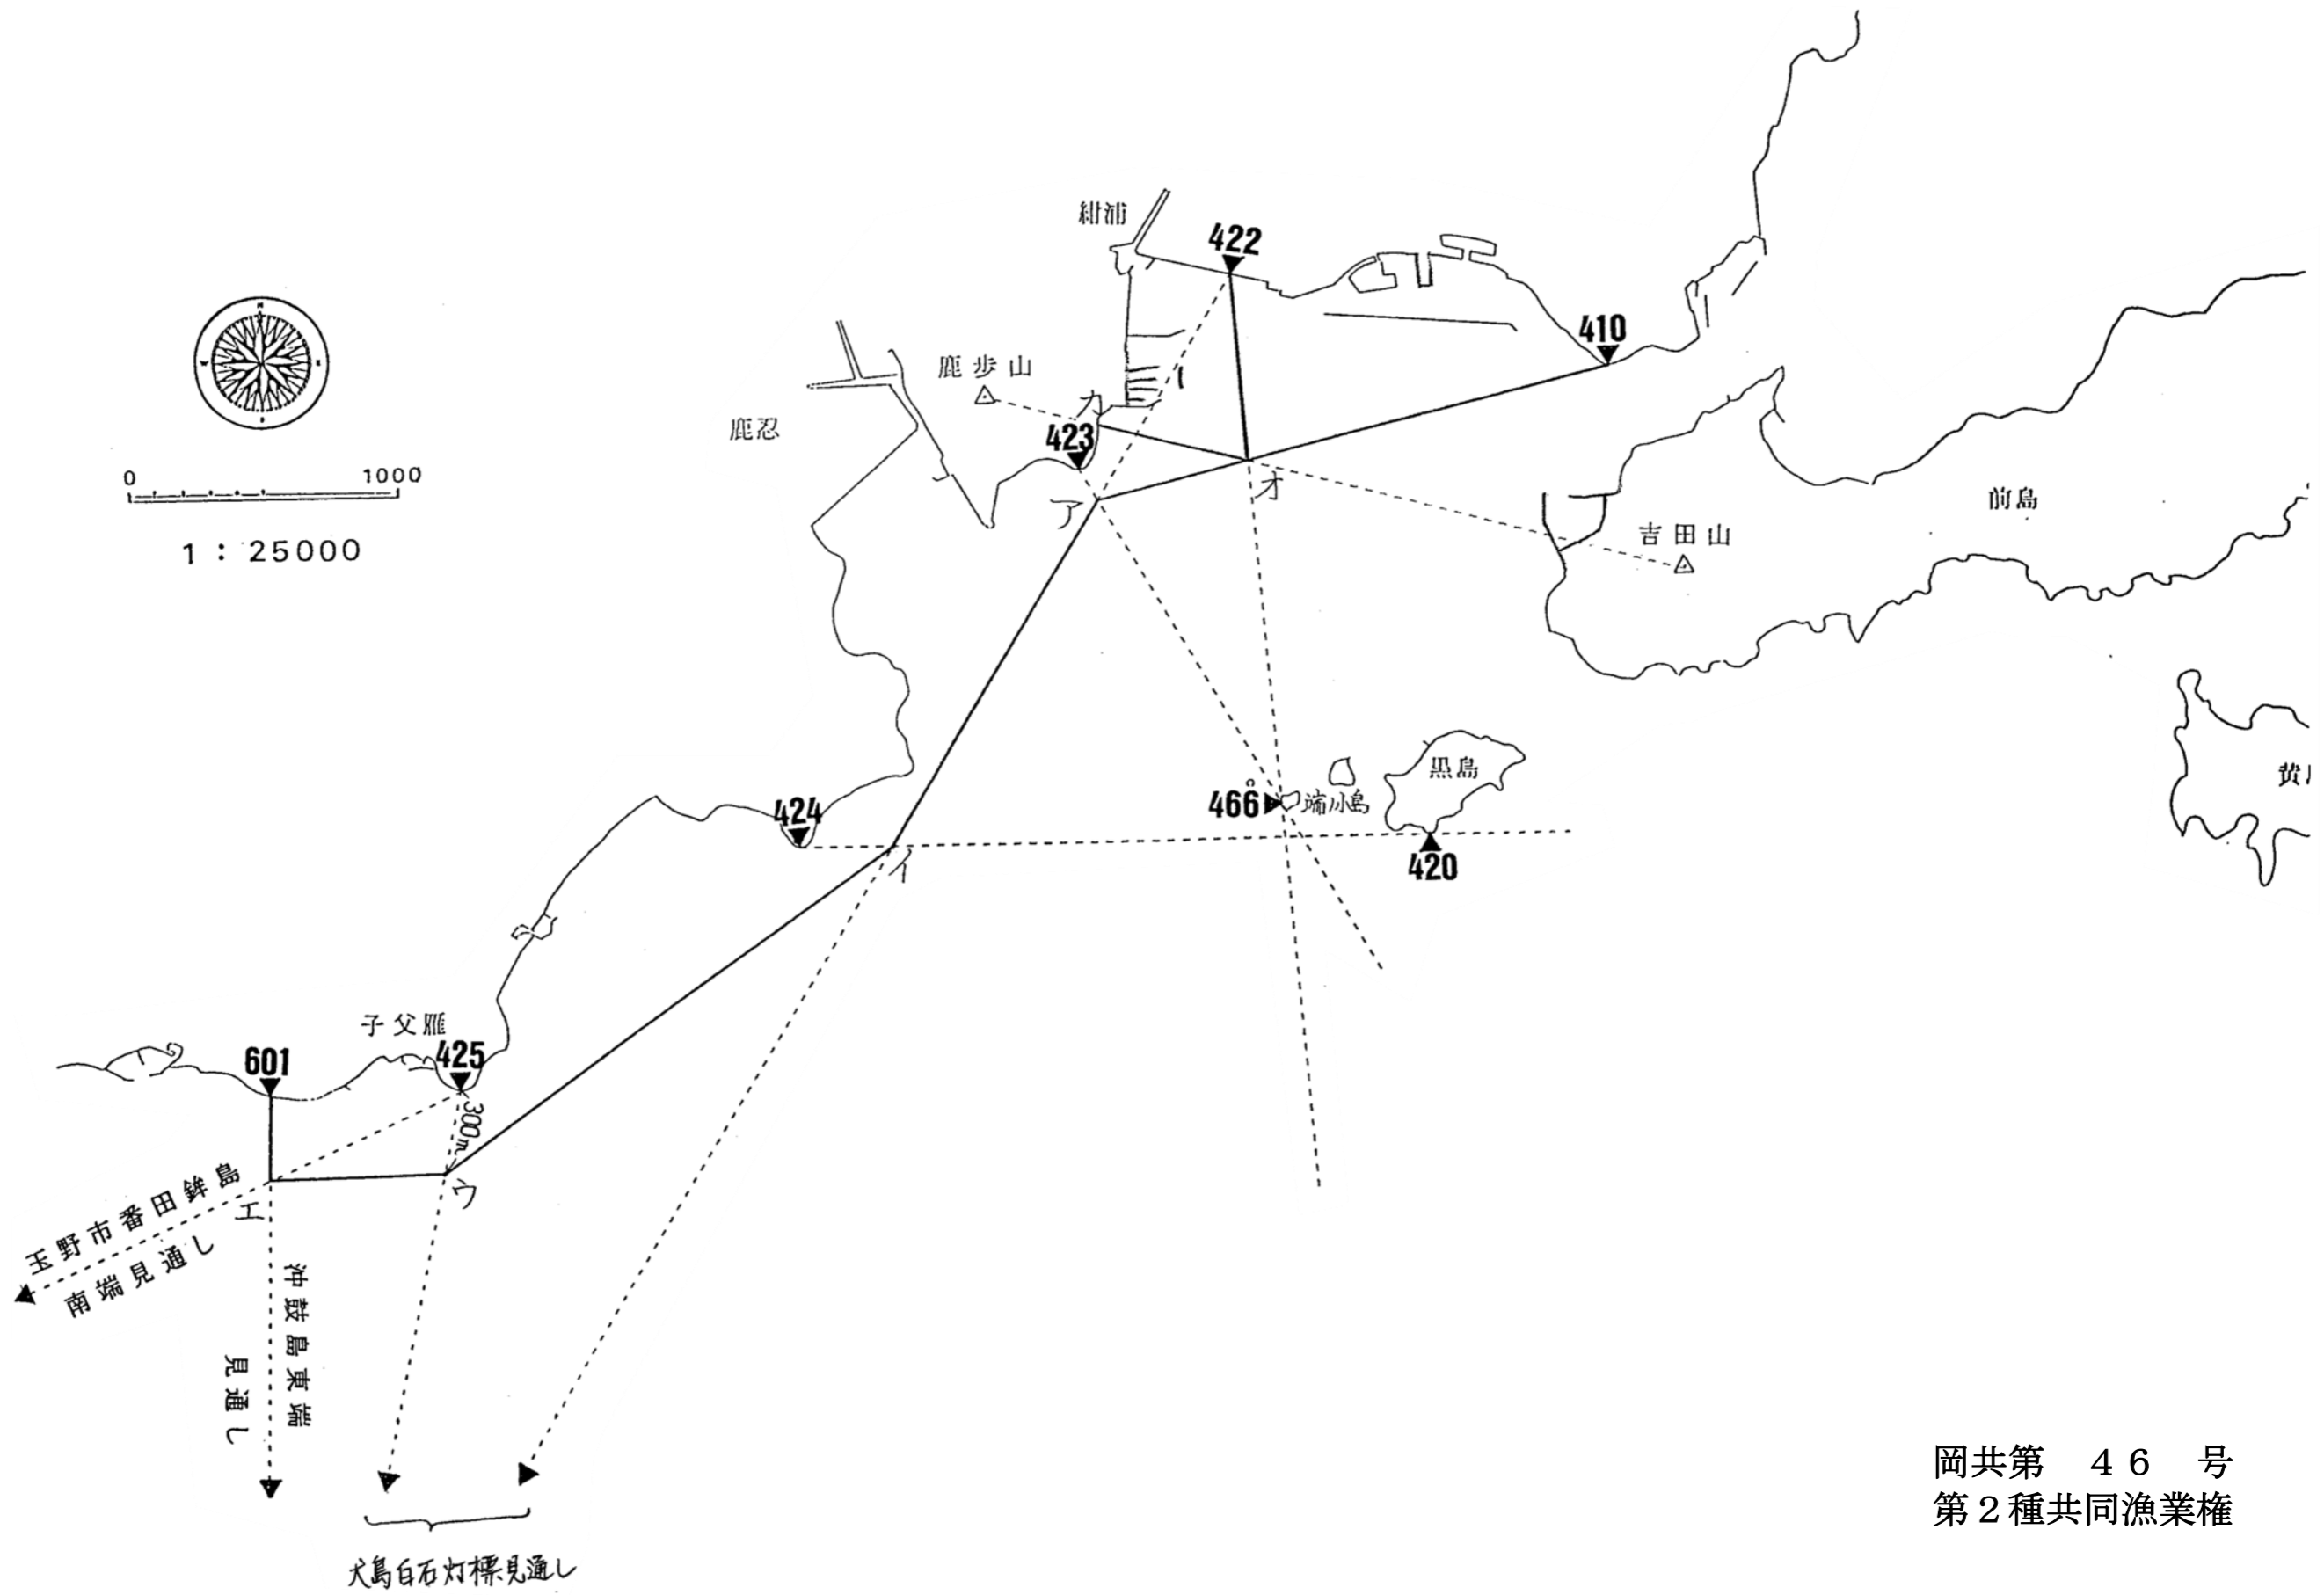 紺浦
422
410
鹿歩山
カ
423
鹿忍
0 1000
1 : 25000
ア
オ
前島
吉田山
黒島
466
端小島
424
420
イ
子父雁
601
425
300m
ウ
エ
玉野市番田鉾島
南端見通し
沖鼓島東端
見通し
犬島白石灯標見通し
岡共第 46 号
第2種共同漁業権